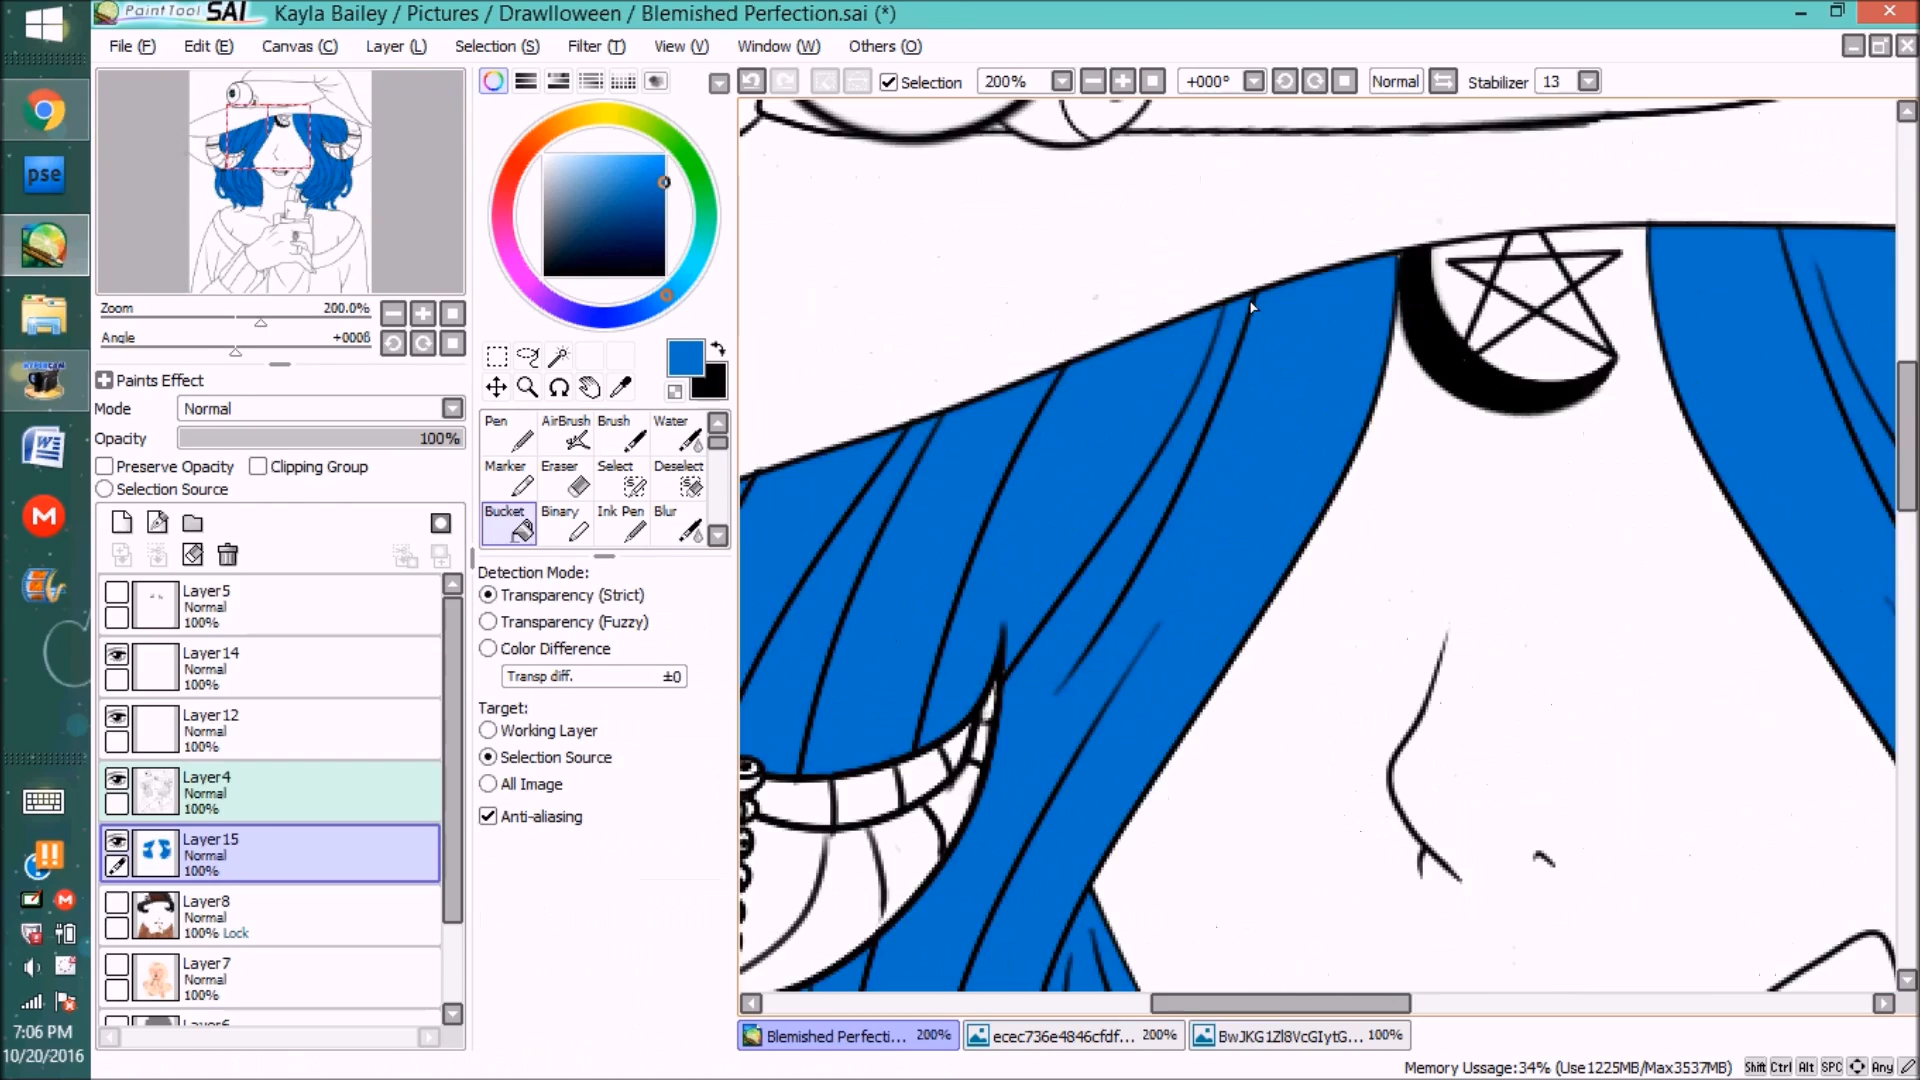 PaintTool SAI Kayla Bailey / Pictures / Drawlloween / Blemished Perfection.sai (*)
File (F) Edit (E) Canvas (C) Layer (L) Selection (S) Filter (T) View (V) Window (W) Others (O)
Selection 200% +000° Normal Stabilizer 13
pse
Zoom 200.0%
Angle +000ß
Paints Effect
Mode Normal
Opacity 100%
Preserve Opacity Clipping Group
Selection Source
Pen AirBrush Brush Water
Marker Eraser Select Deselect
Bucket Binary Ink Pen Blur
Detection Mode:
Transparency (Strict)
Transparency (Fuzzy)
Color Difference
Transp diff. ±0
Target:
Working Layer
Selection Source
All Image
Anti-aliasing
Layer5
Normal
100%
Layer14
Normal
100%
Layer12
Normal
100%
Layer4
Normal
100%
Layer15
Normal
100%
Layer8
Normal
100% Lock
Layer7
Normal
100%
HYPERCAM
W
M
M
7:06 PM
10/20/2016
Blemished Perfecti... 200% ecec736e4846cfdf... 200% BwJKG1Zl8VcGIytG... 100%
Memory Ussage:34% (Use1225MB/Max3537MB) Shift Ctrl Alt SPC Any